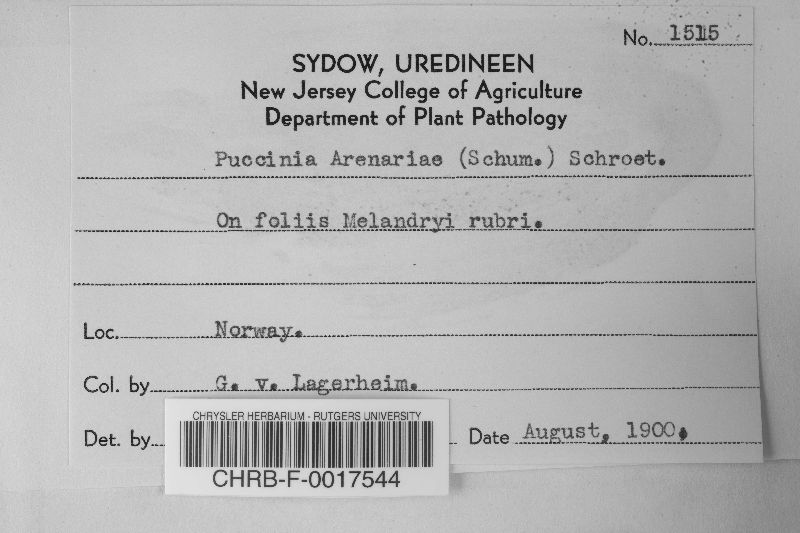 No. 1515
SYDOW, UREDINEEN
New Jersey College of Agriculture
Department of Plant Pathology
Puccinia Arenariae (Schum.) Schroet.
On foliis Melandryi rubri.
Loc. Norway.
Col. by G. v. Lagerheim.
Det. by Date August, 1900.
CHRYSLER HERBARIUM - RUTGERS UNIVERSITY
CHRB-F-0017544